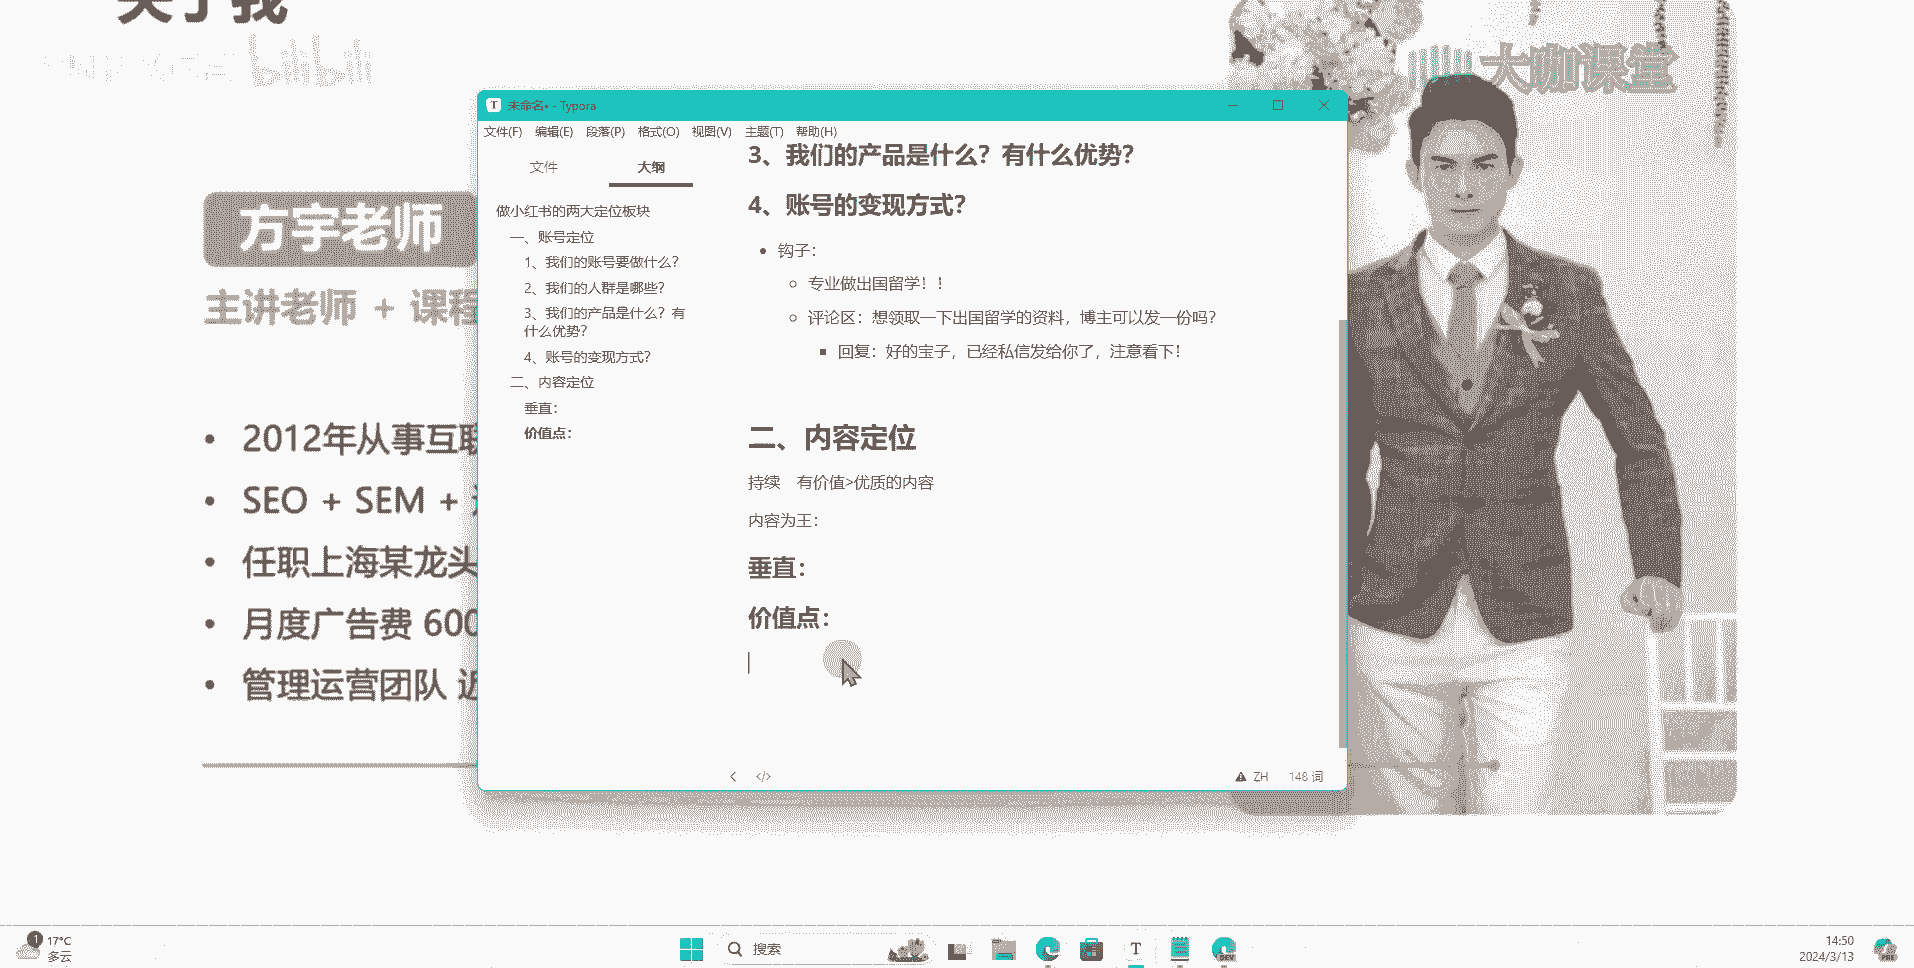 关于我
bilibili
bilibili 大咖课堂
未命名• - Typora
文件(F) 编辑(E) 段落(P) 格式(O) 视图(V) 主题(T) 帮助(H)
文件 大纲
做小红书的两大定位板块
一、账号定位
1、我们的账号要做什么？
2、我们的人群是哪些？
3、我们的产品是什么？有
什么优势？
4、账号的变现方式？
二、内容定位
垂直：
价值点：
3、我们的产品是什么？有什么优势？
4、账号的变现方式？
• 钩子：
专业做出国留学！！
评论区：想领取一下出国留学的资料，博主可以发一份吗？
回复：好的宝子，已经私信发给你了，注意看下！
二、内容定位
持续 有价值>优质的内容
内容为王：
垂直：
价值点：
</> ZH 148 词
方宇老师
主讲老师 + 课程
• 2012年从事互联
• SEO + SEM +
• 任职上海某龙头
• 月度广告费 600
• 管理运营团队 近
1
17°C
多云
搜索
T
DEV
14:50
2024/3/13
PRE